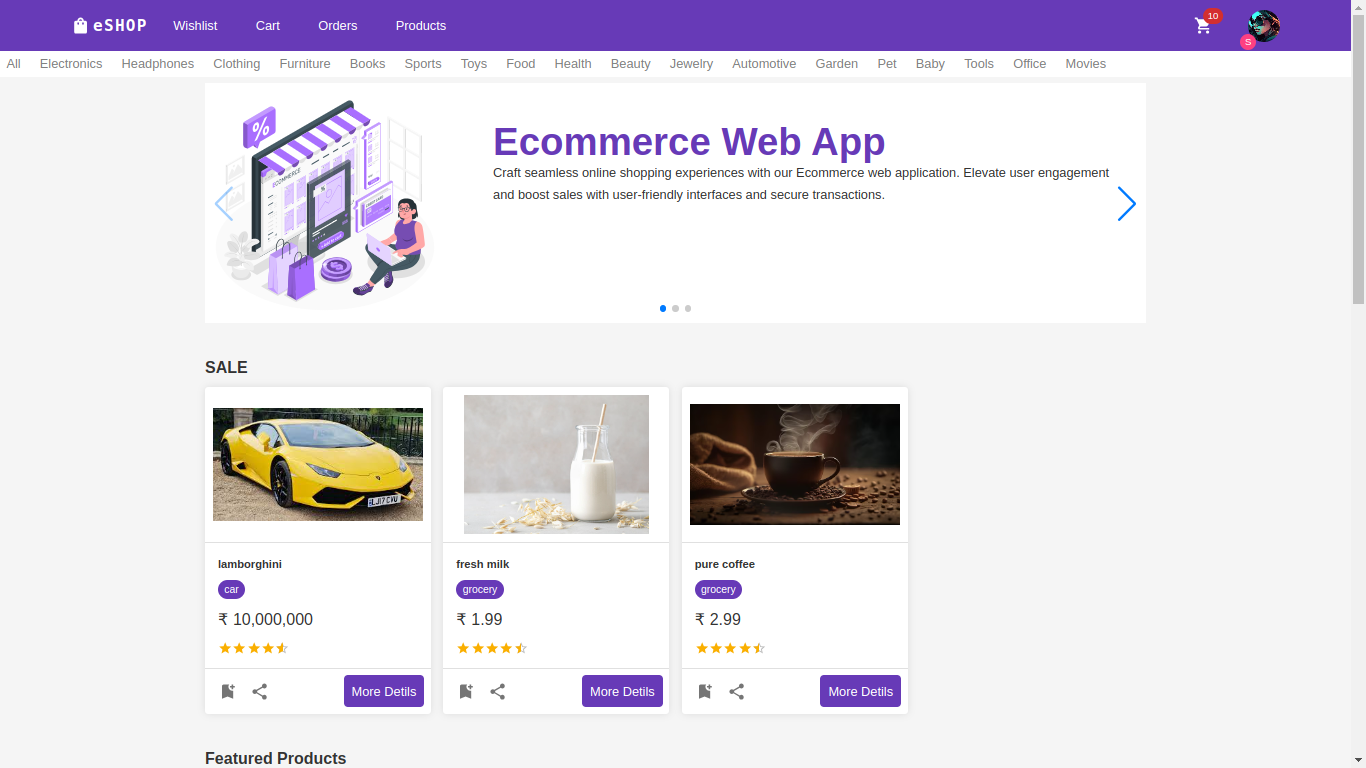 eSHOP Wishlist Cart Orders Products 10
S
All Electronics Headphones Clothing Furniture Books Sports Toys Food Health Beauty Jewelry Automotive Garden Pet Baby Tools Office Movies
%
ECOMMERCE
Ecommerce Web App
Craft seamless online shopping experiences with our Ecommerce web application. Elevate user engagement
and boost sales with user-friendly interfaces and secure transactions.
SALE
lamborghini
car
₹ 10,000,000
More Detils
fresh milk
grocery
₹ 1.99
More Detils
pure coffee
grocery
₹ 2.99
More Detils
Featured Products